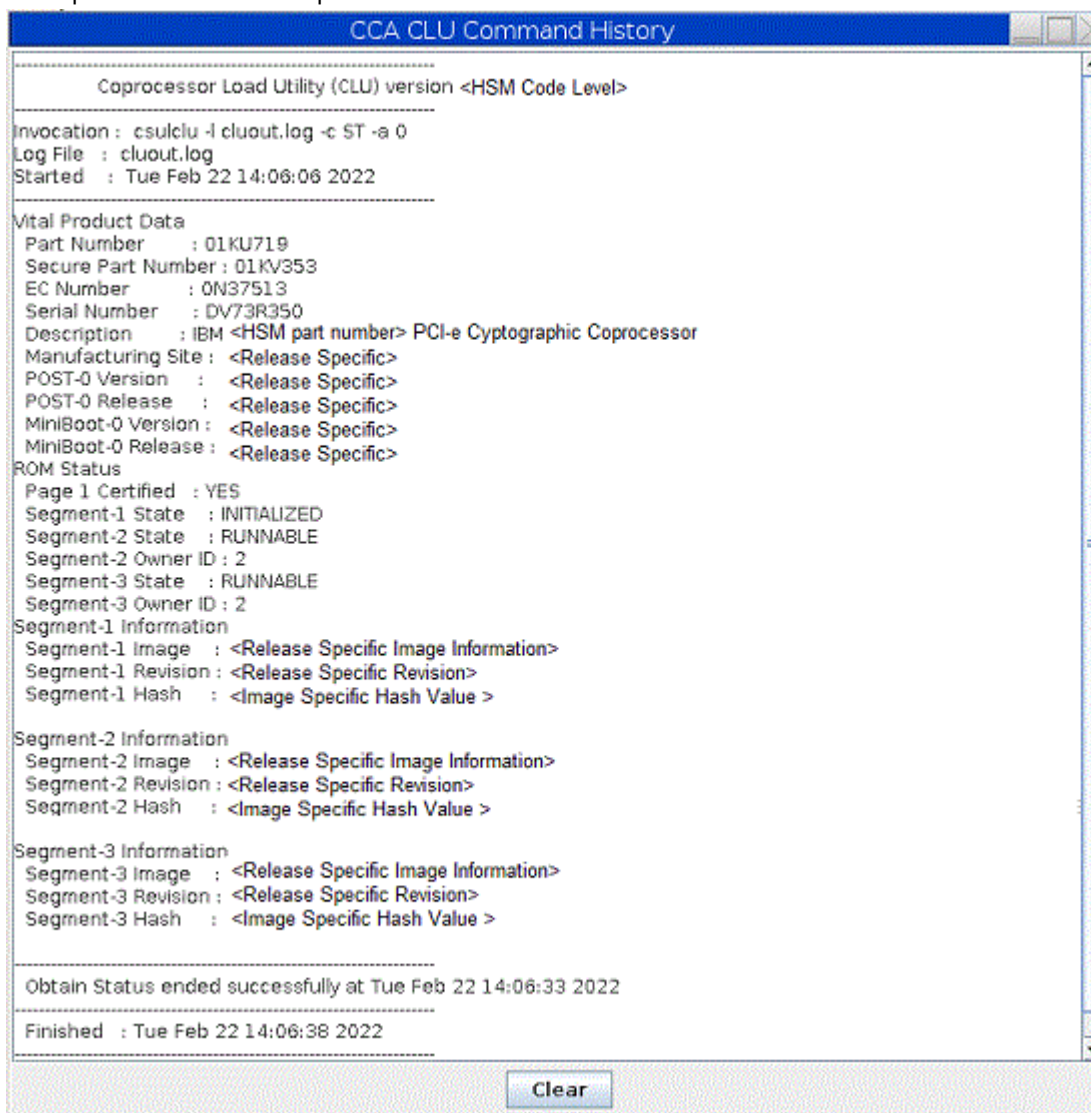 CCA CLU Command History
Coprocessor Load Utility (CLU) version <HSM Code Level>
Invocation : csulclu -l cluout.log -c ST -a 0
Log File : cluout.log
Started : Tue Feb 22 14:06:06 2022
Vital Product Data
Part Number : 01KU719
Secure Part Number : 01KV353
EC Number : 0N37513
Serial Number : DV73R350
Description : IBM <HSM part number> PCI-e Cyptographic Coprocessor
Manufacturing Site : <Release Specific>
POST-0 Version : <Release Specific>
POST-0 Release : <Release Specific>
MiniBoot-0 Version : <Release Specific>
MiniBoot-0 Release : <Release Specific>
ROM Status
Page 1 Certified : YES
Segment-1 State : INITIALIZED
Segment-2 State : RUNNABLE
Segment-2 Owner ID : 2
Segment-3 State : RUNNABLE
Segment-3 Owner ID : 2
Segment-1 Information
Segment-1 Image : <Release Specific Image Information>
Segment-1 Revision : <Release Specific Revision>
Segment-1 Hash : <Image Specific Hash Value >
Segment-2 Information
Segment-2 Image : <Release Specific Image Information>
Segment-2 Revision : <Release Specific Revision>
Segment-2 Hash : <Image Specific Hash Value >
Segment-3 Information
Segment-3 Image : <Release Specific Image Information>
Segment-3 Revision : <Release Specific Revision>
Segment-3 Hash : <Image Specific Hash Value >
Obtain Status ended successfully at Tue Feb 22 14:06:33 2022
Finished : Tue Feb 22 14:06:38 2022
Clear